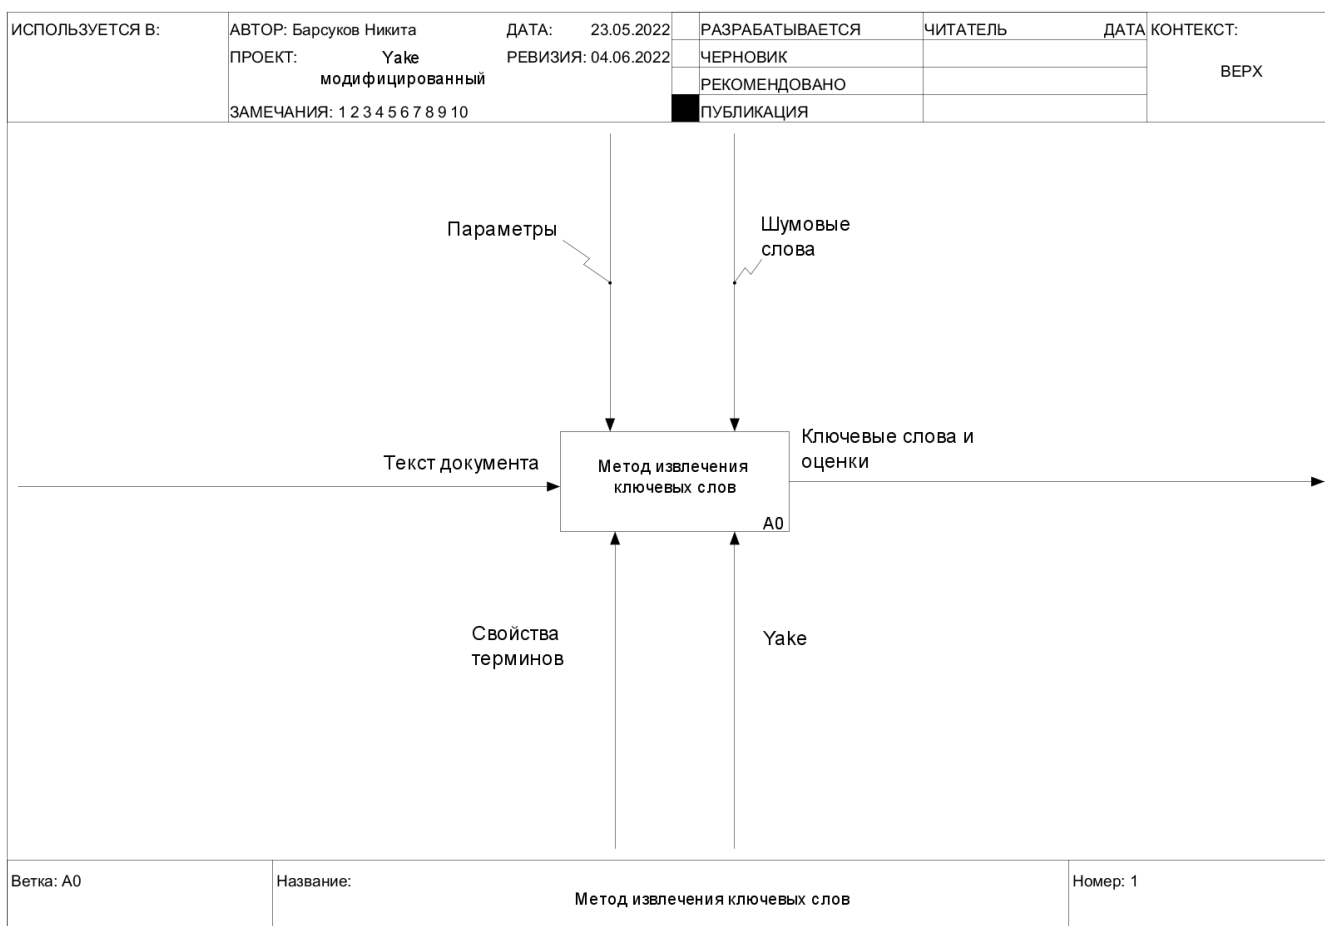 ИСПОЛЬЗУЕТСЯ В:
АВТОР: Барсуков Никита
ДАТА: 23.05.2022
ПРОЕКТ: Yake
модифицированный
РЕВИЗИЯ: 04.06.2022
ЗАМЕЧАНИЯ: 1 2 3 4 5 6 7 8 9 10
РАЗРАБАТЫВАЕТСЯ
ЧЕРНОВИК
РЕКОМЕНДОВАНО
ПУБЛИКАЦИЯ
ЧИТАТЕЛЬ
ДАТА
КОНТЕКСТ:
ВЕРХ
Параметры
Шумовые
слова
Текст документа
Метод извлечения
ключевых слов
A0
Ключевые слова и
оценки
Свойства
терминов
Yake
Ветка: A0
Название:
Метод извлечения ключевых слов
Номер: 1